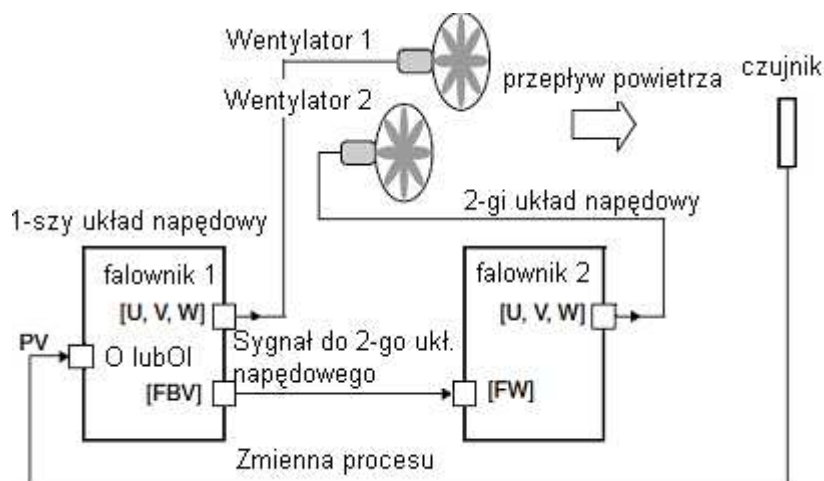 Wentylator 1
Wentylator 2
przepływ powietrza
czujnik
1-szy układ napędowy
2-gi układ napędowy
falownik 1
falownik 2
[U, V, W]
[U, V, W]
PV
O lubOI
Sygnał do 2-go ukł.
napędowego
[FBV]
[FW]
Zmienna procesu